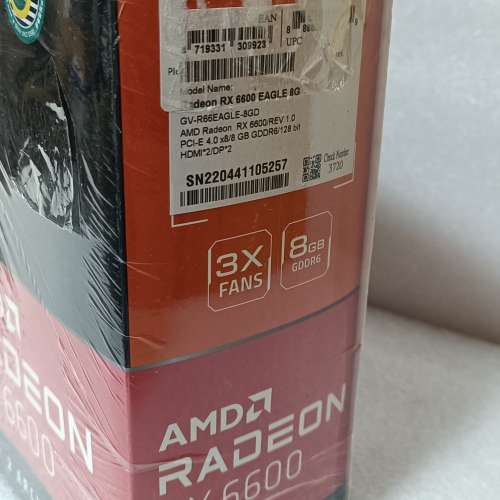 EAN
719331 309923
UPC
Model Name:
Radeon RX 6600 EAGLE 8G
GV-R66EAGLE-8GD
AMD Radeon RX 6600/REV 1.0
PCI-E 4.0 x8/8 GB GDDR6/128 bit
HDMI*2/DP*2
SN220441105257
Check Number
3720
3X
FANS
8GB
GDDR6
AMD
RADEON
6600
RADEON
6600